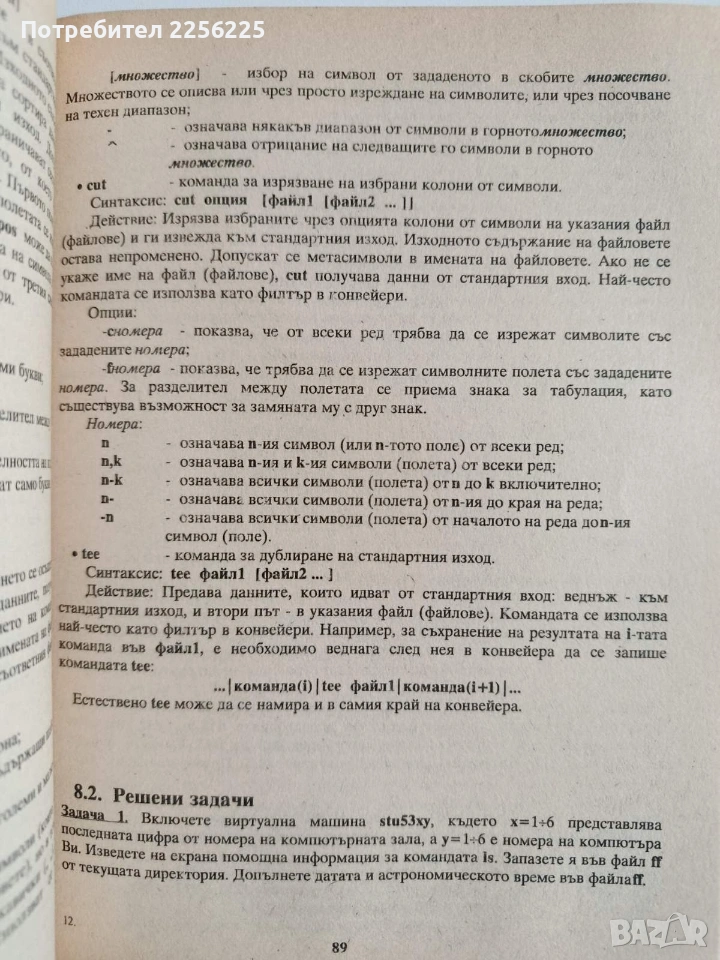 Потребител 2256225
[множество] - избор на символ от зададеното в скобите множество.
Множеството се описва или чрез просто изреждане на символите, или чрез посочване
на техен диапазон;
- - означава някакъв диапазон от символи в горното множество;
^ - означава отрицание на следващите го символи в горното
множество.
• cut - команда за изрязване на избрани колони от символи.
Синтаксис: cut опция [файл1 [файл2 ... ]]
Действие: Изрязва избраните чрез опцията колони от символи на указания файл
(файлове) и ги извежда към стандартния изход. Изходното съдържание на файловете
остава непроменено. Допускат се метасимволи в имената на файловете. Ако не се
укаже име на файл (файлове), cut получава данни от стандартния вход. Най-често
командата се използва като филтър в конвейери.
Опции:
-cномера - показва, че от всеки ред трябва да се изрежат символите със
зададените номера;
-fномера - показва, че трябва да се изрежат символните полета със зададените
номера. За разделител между полетата се приема знака за табулация, като
съществува възможност за замяната му с друг знак.
Номера:
n - означава n-ия символ (или n-тото поле) от всеки ред;
n,k - означава n-ия и k-ия символи (полета) от всеки ред;
n-k - означава всички символи (полета) от n до k включително;
n- - означава всички символи (полета) от n-ия до края на реда;
-n - означава всички символи (полета) от началото на реда до n-ия
символ (поле).
• tee - команда за дублиране на стандартния изход.
Синтаксис: tee файл1 [файл2 ... ]
Действие: Предава данните, които идват от стандартния вход: веднъж - към
стандартния изход, и втори път - в указания файл (файлове). Командата се използва
най-често като филтър в конвейери. Например, за съхранение на резултата на i-тата
команда във файл1, е необходимо веднага след нея в конвейера да се запише
командата tee:
...|команда(i)|tee файл1|команда(i+1)|...
Естествено tee може да се намира и в самия край на конвейера.
8.2. Решени задачи
Задача 1. Включете виртуална машина stu53xy, където x=1÷6 представлява
последната цифра от номера на компютърната зала, а y=1÷6 е номера на компютъра
Ви. Изведете на екрана помощна информация за командата ls. Запазете я във файл ff
от текущата директория. Допълнете датата и астрономическото време във файла ff.
12.
89
BAZAR